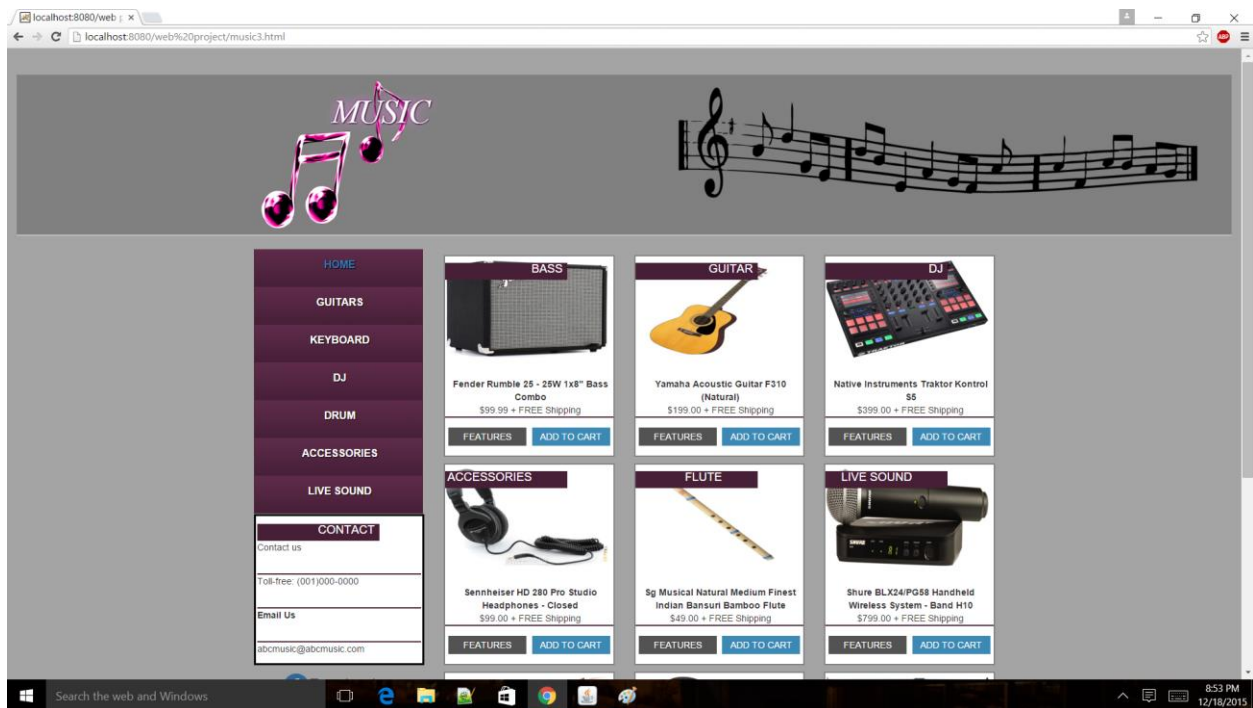 localhost:8080/web p
localhost:8080/web%20project/music3.html
ABP
MUSIC
HOME
GUITARS
KEYBOARD
DJ
DRUM
ACCESSORIES
LIVE SOUND
CONTACT
Contact us
Toll-free: (001)000-0000
Email Us
abcmusic@abcmusic.com
BASS
Fender Rumble 25 - 25W 1x8" Bass
Combo
$99.99 + FREE Shipping
FEATURES ADD TO CART
GUITAR
Yamaha Acoustic Guitar F310
(Natural)
$199.00 + FREE Shipping
FEATURES ADD TO CART
DJ
Native Instruments Traktor Kontrol
S5
$399.00 + FREE Shipping
FEATURES ADD TO CART
ACCESSORIES
Sennheiser HD 280 Pro Studio
Headphones - Closed
$99.00 + FREE Shipping
FEATURES ADD TO CART
FLUTE
Sg Musical Natural Medium Finest
Indian Bansuri Bamboo Flute
$49.00 + FREE Shipping
FEATURES ADD TO CART
LIVE SOUND
SHURE
Shure BLX24/PG58 Handheld
Wireless System - Band H10
$799.00 + FREE Shipping
FEATURES ADD TO CART
Search the web and Windows
8:53 PM
12/18/2015